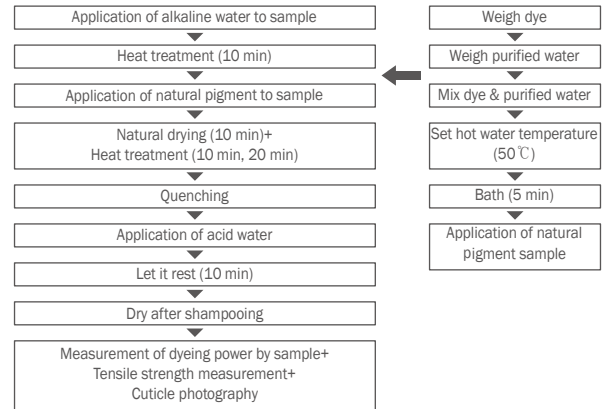 Application of alkaline water to sample
Heat treatment (10 min)
Application of natural pigment to sample
Natural drying (10 min)+
Heat treatment (10 min, 20 min)
Quenching
Application of acid water
Let it rest (10 min)
Dry after shampooing
Measurement of dyeing power by sample+
Tensile strength measurement+
Cuticle photography
Weigh dye
Weigh purified water
Mix dye & purified water
Set hot water temperature
(50℃)
Bath (5 min)
Application of natural
pigment sample